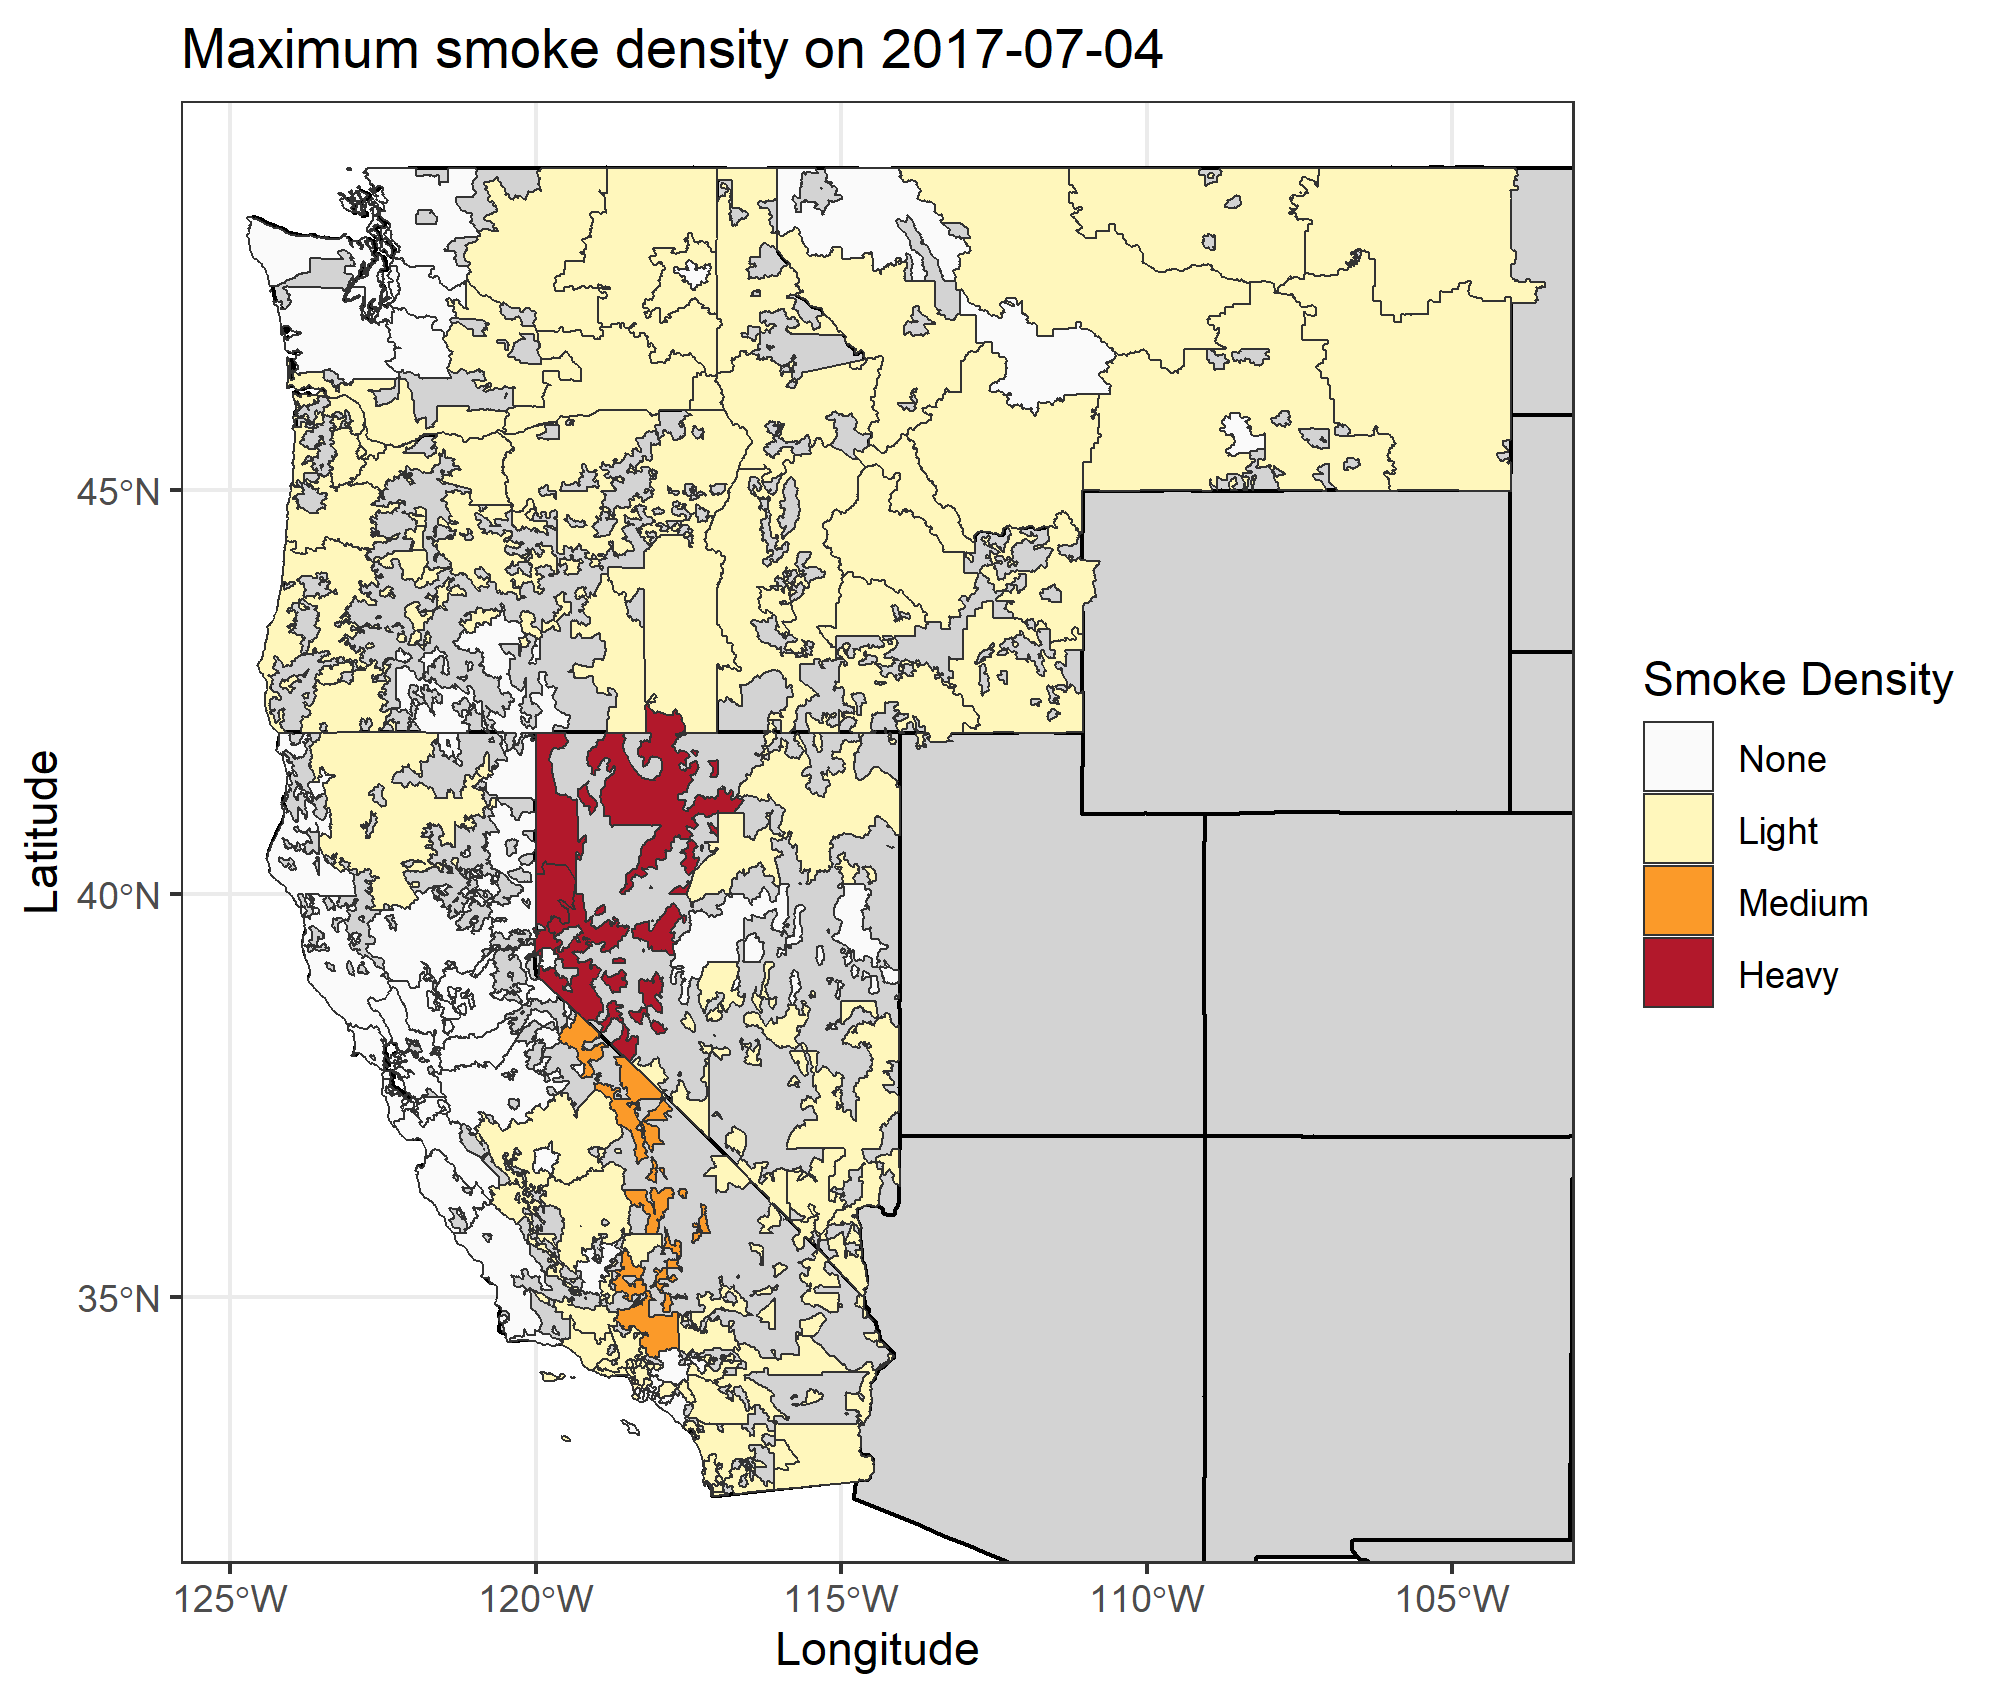 Maximum smoke density on 2017-07-04
45°N
40°N
35°N
Latitude
125°W
120°W
115°W
110°W
105°W
Longitude
Smoke Density
None
Light
Medium
Heavy